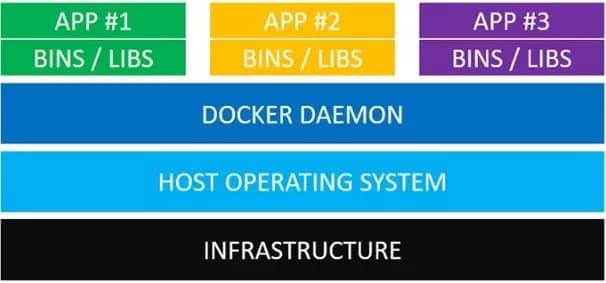 APP #1
APP #2
APP #3
BINS / LIBS
BINS / LIBS
BINS / LIBS
DOCKER DAEMON
HOST OPERATING SYSTEM
INFRASTRUCTURE